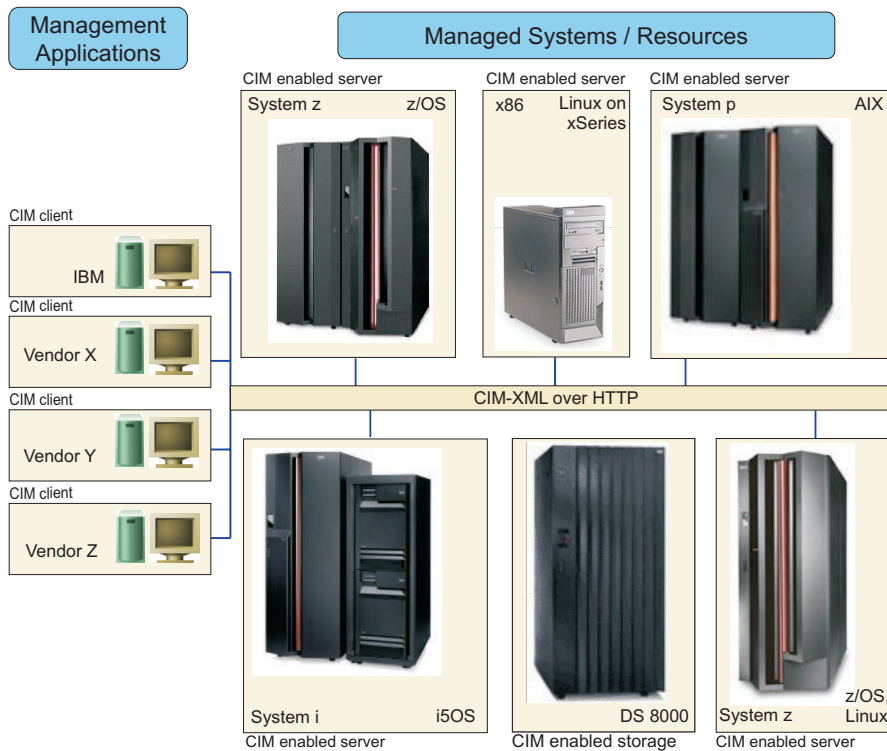 Management
Applications
Managed Systems / Resources
CIM enabled server
System z z/OS
CIM enabled server
x86 Linux on
xSeries
CIM enabled server
System p AIX
CIM client
IBM
CIM client
Vendor X
CIM client
Vendor Y
CIM client
Vendor Z
CIM-XML over HTTP
System i i5OS
CIM enabled server
DS 8000
CIM enabled storage
z/OS,
System z Linux
CIM enabled server